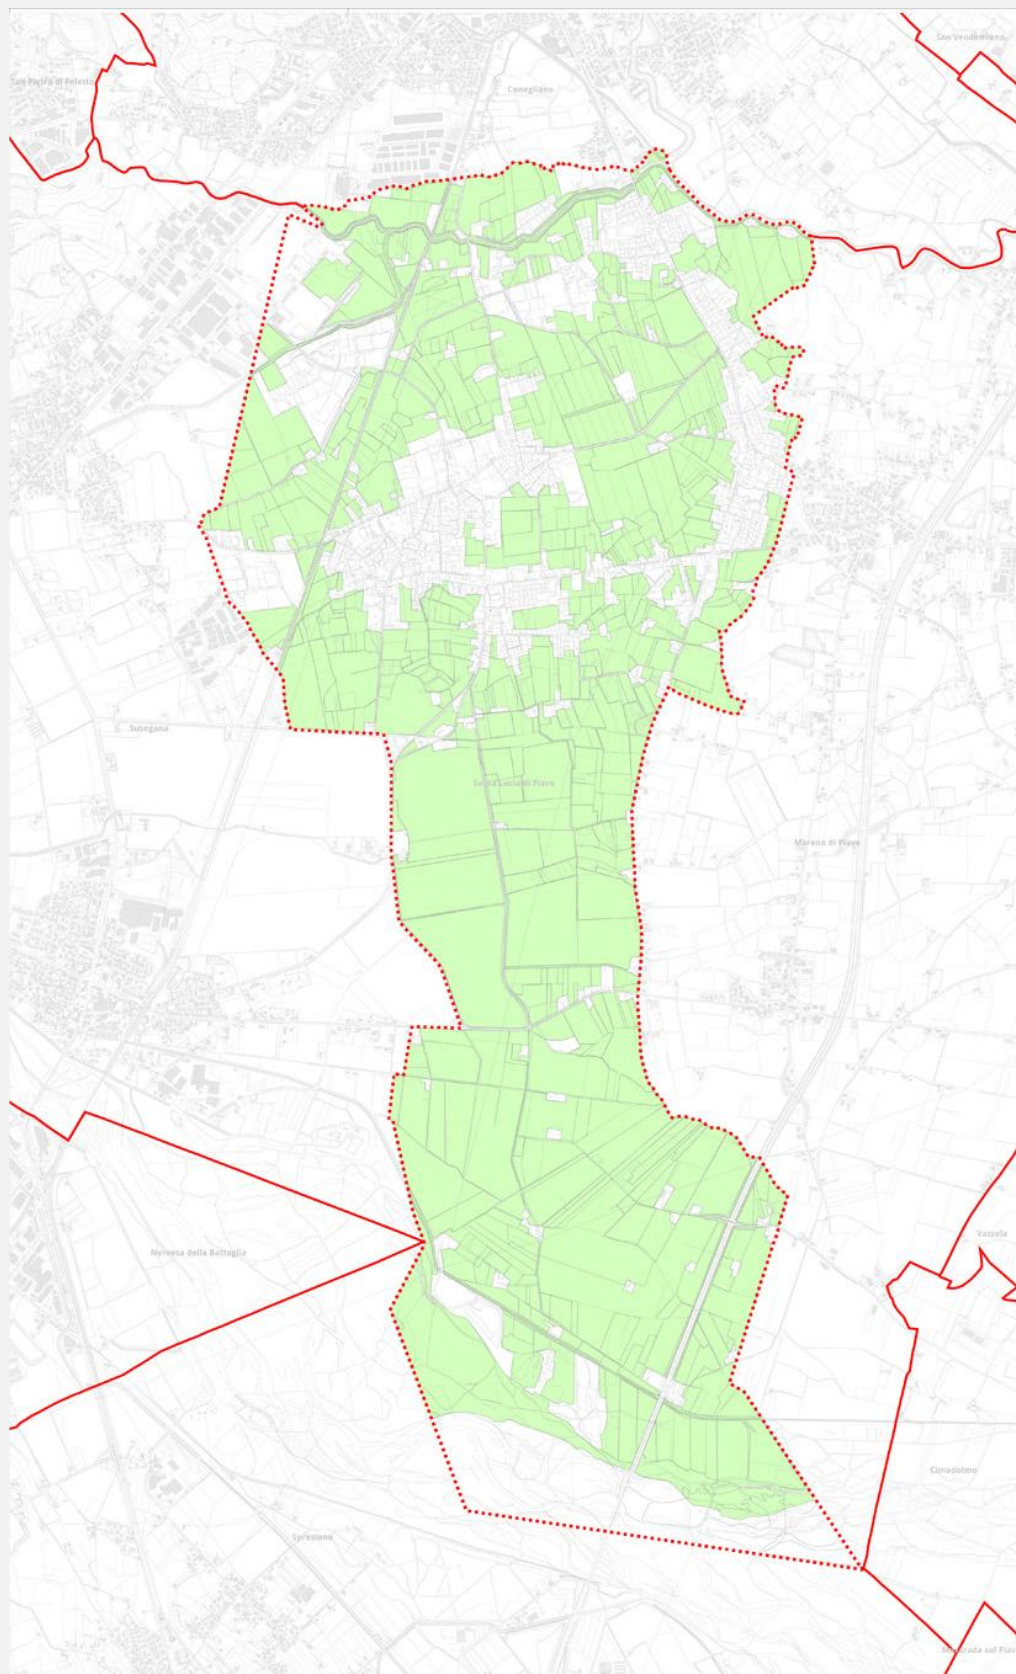 San Vendemiano
San Pietro di Feletto
Conegliano
Susegana
Santa Lucia di Piave
Mareno di Piave
Vazzola
Nervesa della Battaglia
Cimadolmo
Spresiano